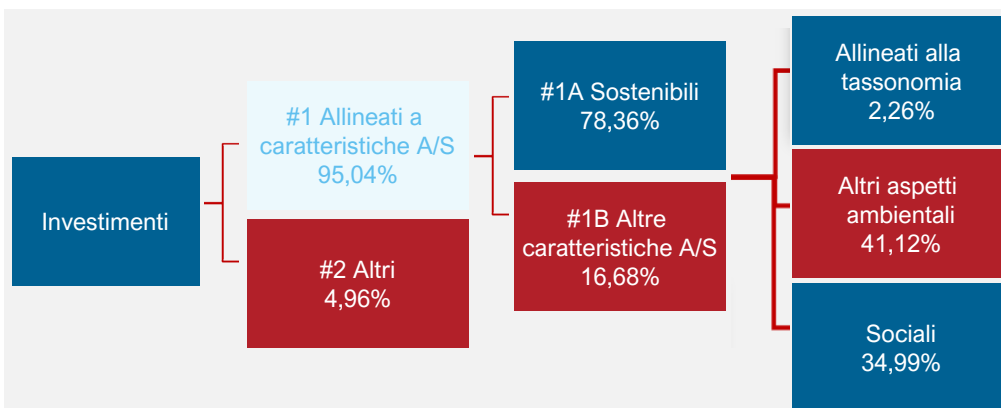 Investimenti
#1 Allineati a
caratteristiche A/S
95,04%
#2 Altri
4,96%
#1A Sostenibili
78,36%
#1B Altre
caratteristiche A/S
16,68%
Allineati alla
tassonomia
2,26%
Altri aspetti
ambientali
41,12%
Sociali
34,99%